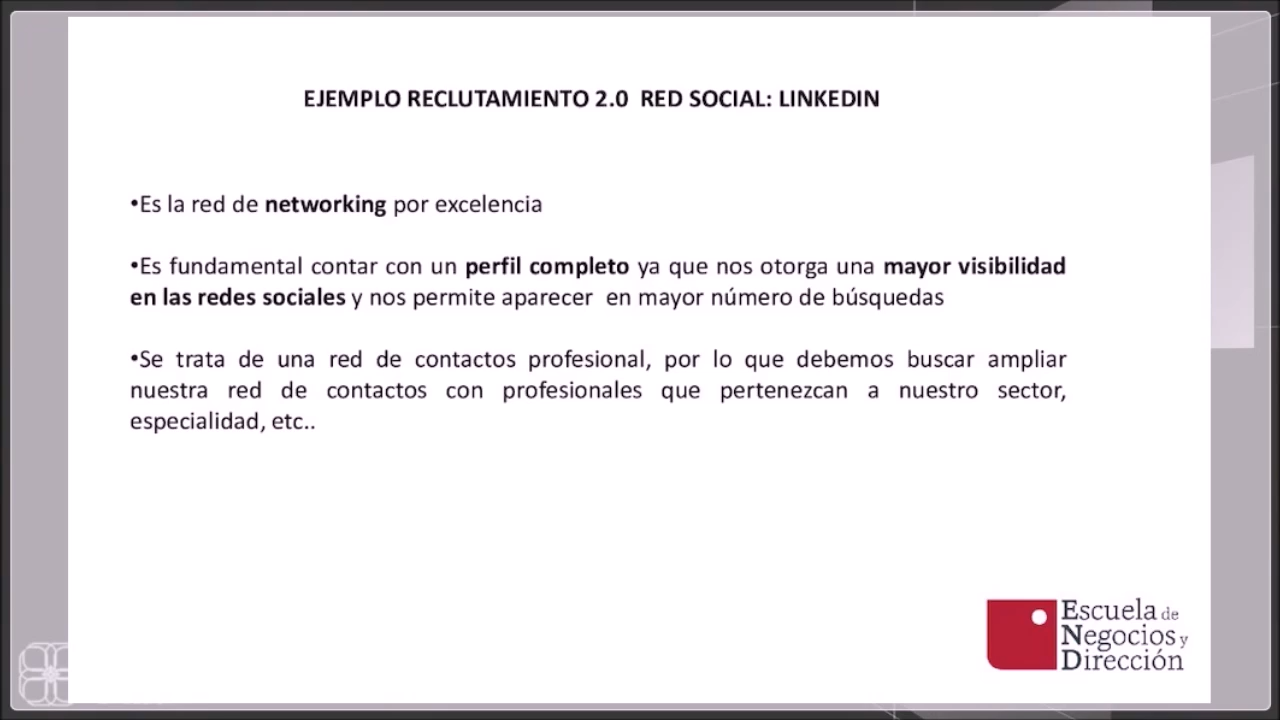 EJEMPLO RECLUTAMIENTO 2.0  RED SOCIAL: LINKEDIN
•Es la red de networking por excelencia
•Es fundamental contar con un perfil completo ya que nos otorga una mayor visibilidad
en las redes sociales y nos permite aparecer  en mayor número de búsquedas
•Se trata de una red de contactos profesional, por lo que debemos buscar ampliar
nuestra red de contactos con profesionales que pertenezcan a nuestro sector,
especialidad, etc..
Escuela de
Negocios y
Dirección